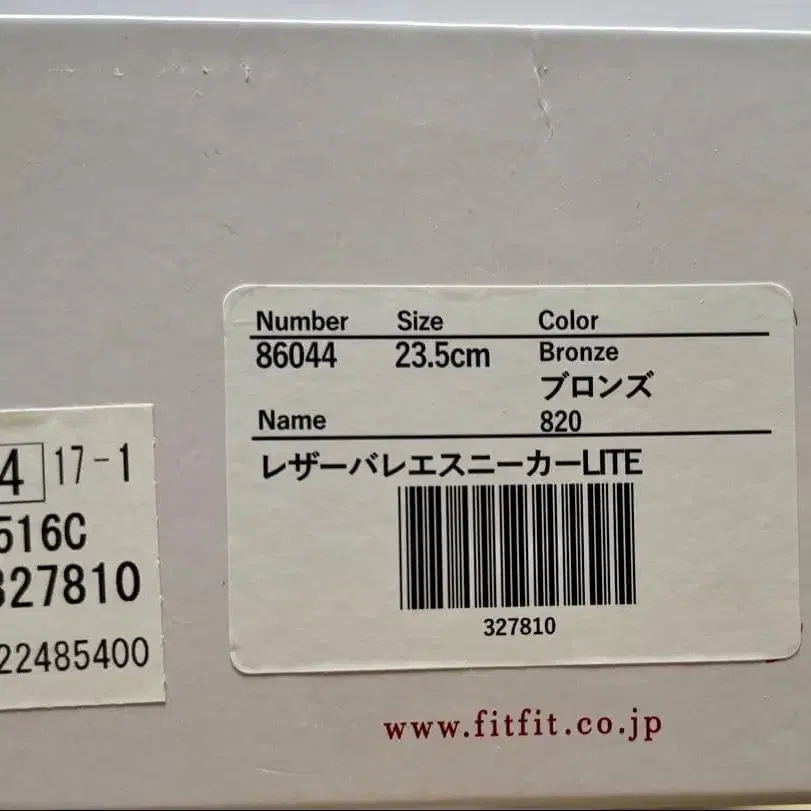 Number Size Color
86044 23.5cm Bronze
ブロンズ
Name 820
レザーバレエスニーカーLITE
327810
4 17-1
516C
327810
22485400
www.fitfit.co.jp